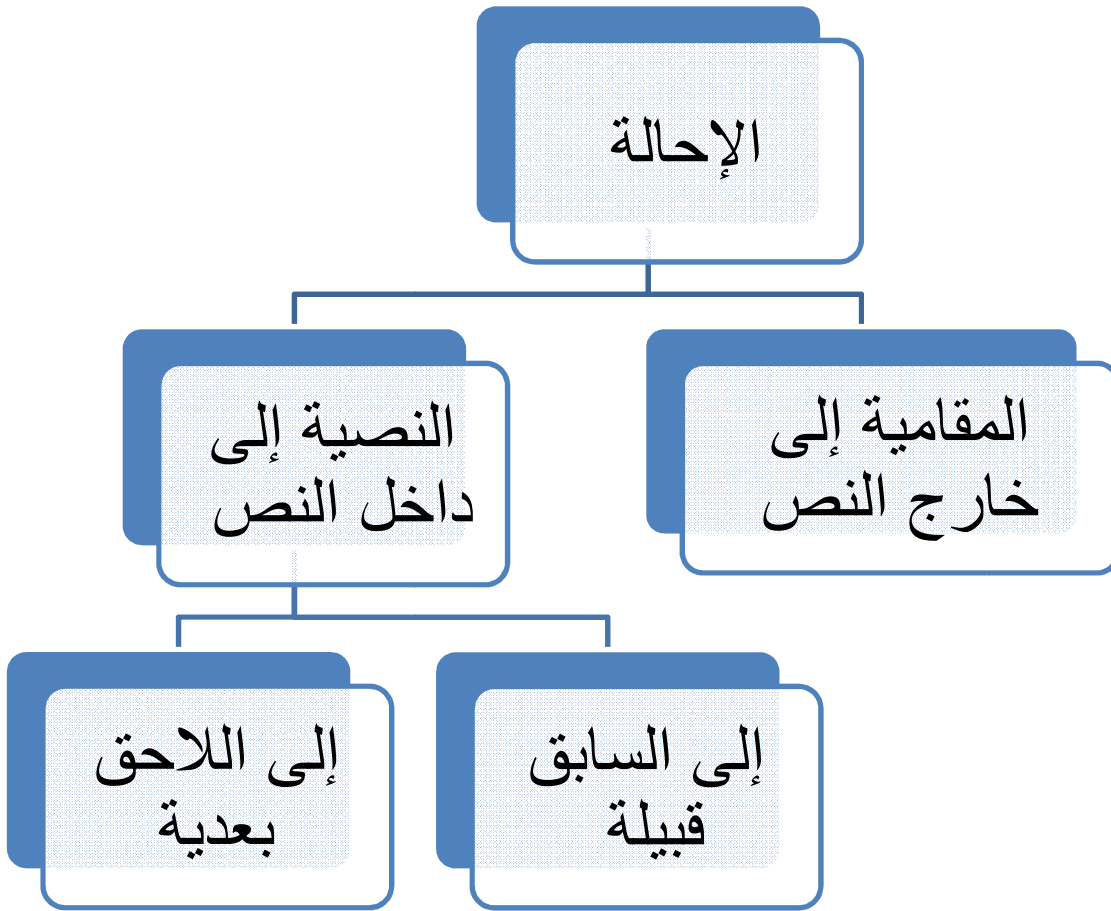 الإحالة
المقامية إلى
خارج النص
النصية إلى
داخل النص
إلى السابق
قبيلة
إلى اللاحق
بعدية